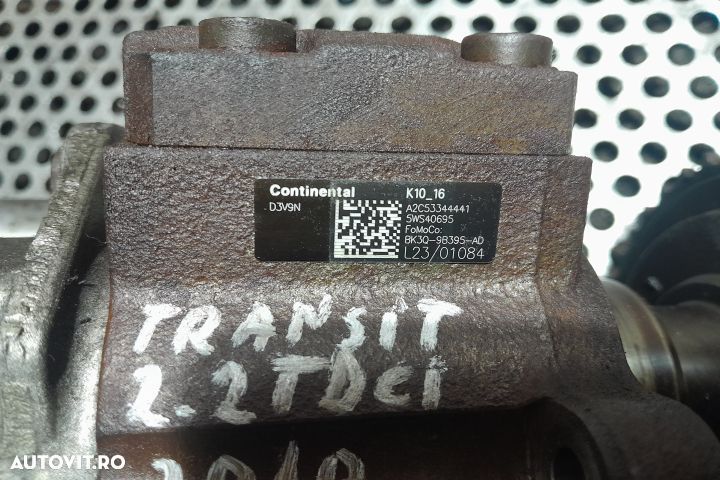 Continental K10_16
D3V9N A2C53344441
5WS40695
FoMoCo:
BK3Q-9B395-AD
L23/01084
TRANSIT
2.2TDCi
AUTOVIT.RO